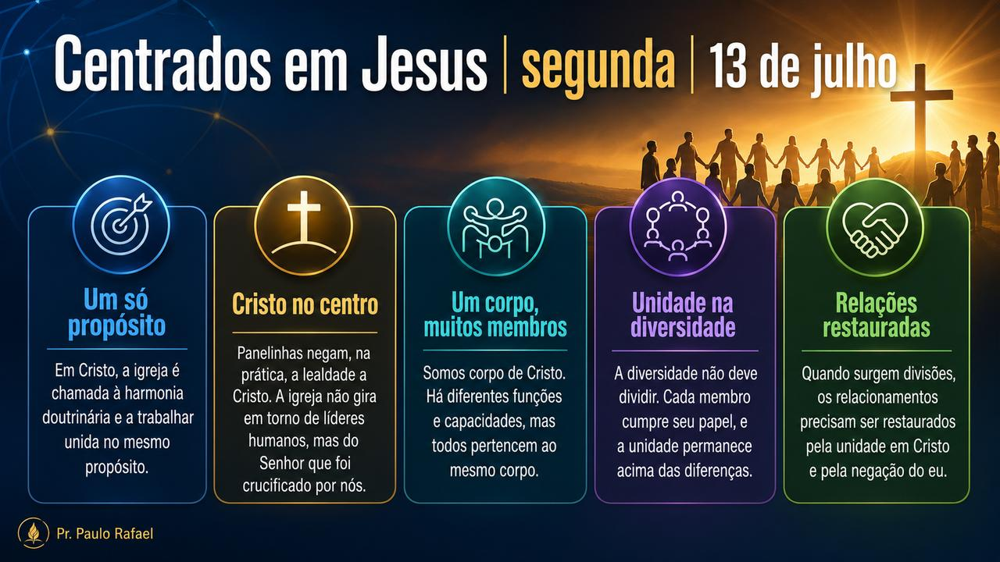 Centrados em Jesus | segunda | 13 de julho
Um só
propósito
Em Cristo, a igreja é
chamada à harmonia
doutrinária e a trabalhar
unida no mesmo
propósito.
Cristo no centro
Panelinhas negam, na
prática, a lealdade a
Cristo. A igreja não gira
em torno de líderes
humanos, mas do
Senhor que foi
crucificado por nós.
Um corpo,
muitos membros
Somos corpo de Cristo.
Há diferentes funções
e capacidades, mas
todos pertencem ao
mesmo corpo.
Unidade na
diversidade
A diversidade não deve
dividir. Cada membro
cumpre seu papel, e
a unidade permanece
acima das diferenças.
Relações
restauradas
Quando surgem divisões,
os relacionamentos
precisam ser restaurados
pela unidade em Cristo
e pela negação do eu.
Pr. Paulo Rafael